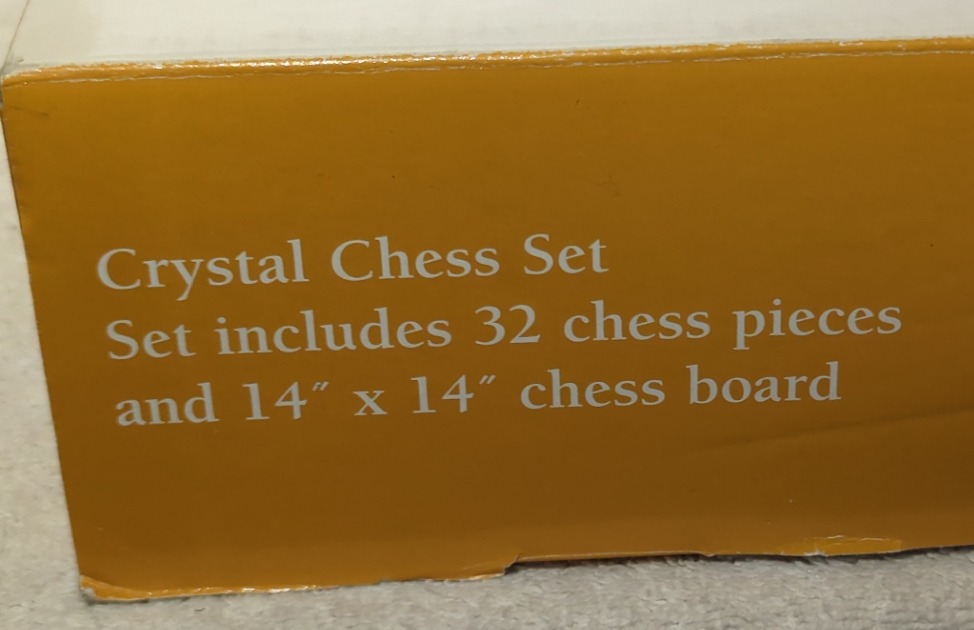 Crystal Chess Set
Set includes 32 chess pieces
and 14″ x 14″ chess board